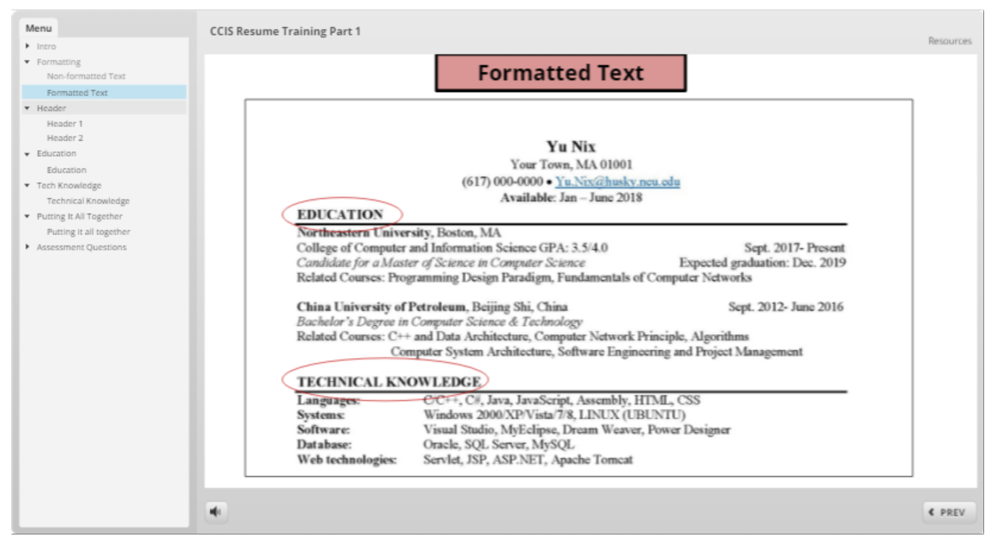 Menu
Intro
Formatting
Non-formatted Text
Formatted Text
Header
Header 1
Header 2
Education
Education
Tech Knowledge
Technical Knowledge
Putting It All Together
Putting it all together
Assessment Questions
CCIS Resume Training Part 1
Resources
Formatted Text
Yu Nix
Your Town, MA 01001
(617) 000-0000 • Yu.Nix@husky.neu.edu
Available: Jan – June 2018
EDUCATION
Northeastern University, Boston, MA
College of Computer and Information Science GPA: 3.5/4.0 Sept. 2017- Present
Candidate for a Master of Science in Computer Science Expected graduation: Dec. 2019
Related Courses: Programming Design Paradigm, Fundamentals of Computer Networks
China University of Petroleum, Beijing Shi, China Sept. 2012- June 2016
Bachelor's Degree in Computer Science & Technology
Related Courses: C++ and Data Architecture, Computer Network Principle, Algorithms
Computer System Architecture, Software Engineering and Project Management
TECHNICAL KNOWLEDGE
Languages: C/C++, C#, Java, JavaScript, Assembly, HTML, CSS
Systems: Windows 2000/XP/Vista/7/8, LINUX (UBUNTU)
Software: Visual Studio, MyEclipse, Dream Weaver, Power Designer
Database: Oracle, SQL Server, MySQL
Web technologies: Servlet, JSP, ASP.NET, Apache Tomcat
PREV